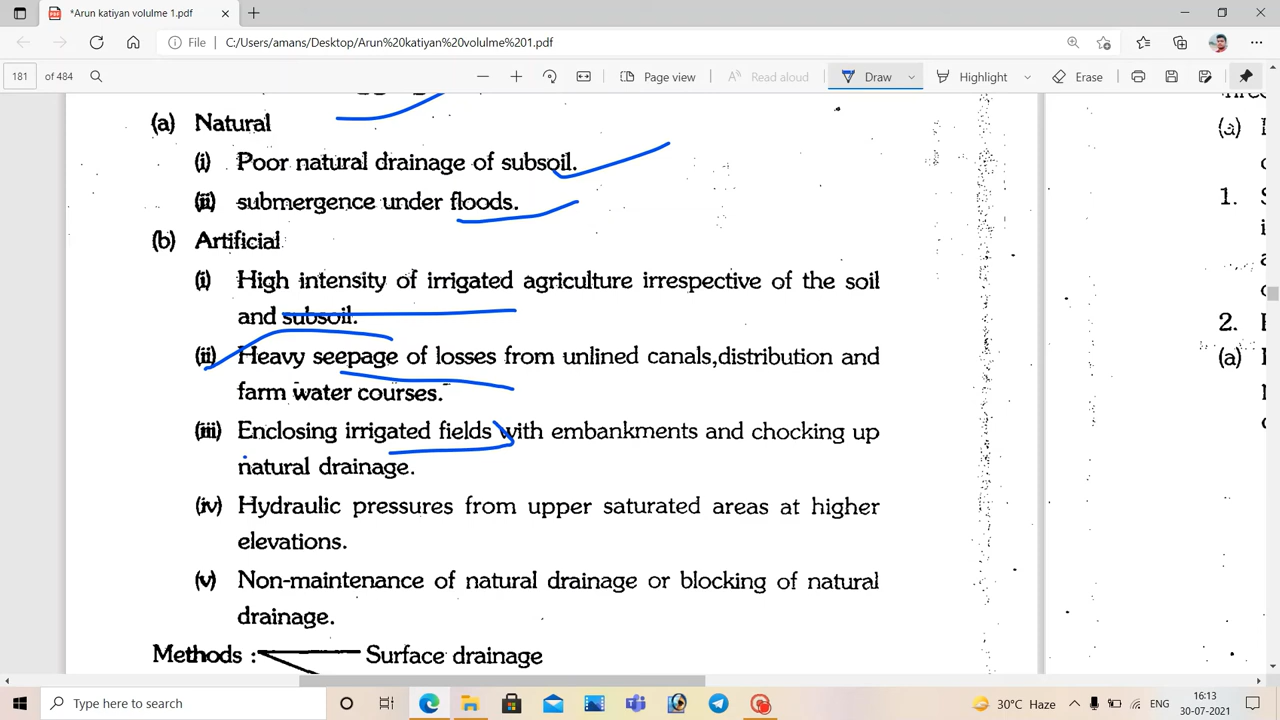 *Arun katiyan volulme 1.pdf
File
C:/Users/amans/Desktop/Arun%20katiyan%20volulme%201.pdf
181 of 484
Page view
Read aloud
Draw
Highlight
Erase
(a) Natural
(i) Poor natural drainage of subsoil.
(ii) submergence under floods.
(b) Artificial
(i) High intensity of irrigated agriculture irrespective of the soil
and subsoil.
(ii) Heavy seepage of losses from unlined canals,distribution and
farm water courses.
(iii) Enclosing irrigated fields with embankments and chocking up
natural drainage.
(iv) Hydraulic pressures from upper saturated areas at higher
elevations.
(v) Non-maintenance of natural drainage or blocking of natural
drainage.
Methods : Surface drainage
(a)
1.
2.
(a)
Type here to search
30°C Haze
ENG
16:13
30-07-2021